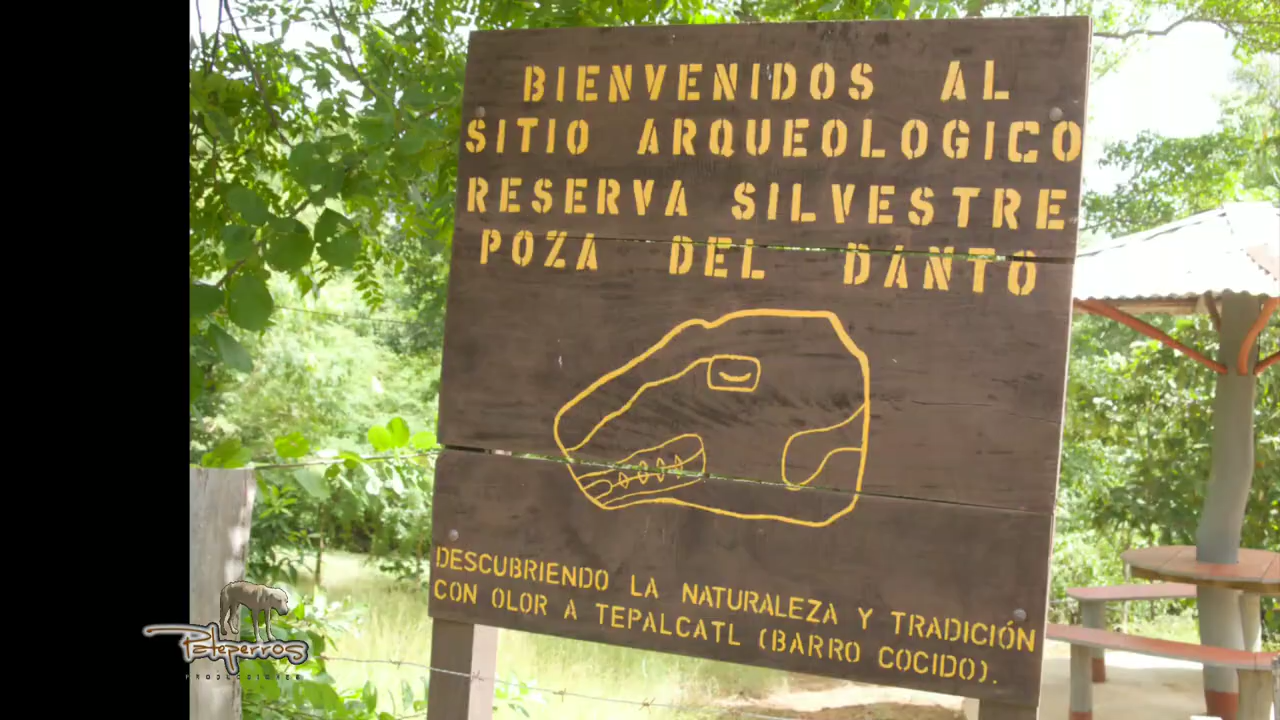 BIENVENIDOS AL
SITIO ARQUEOLOGICO
RESERVA SILVESTRE
POZA DEL DANTO
DESCUBRIENDO LA NATURALEZA Y TRADICIÓN
CON OLOR A TEPALCATL (BARRO COCIDO).
Pateperros
PRODUCCIONES